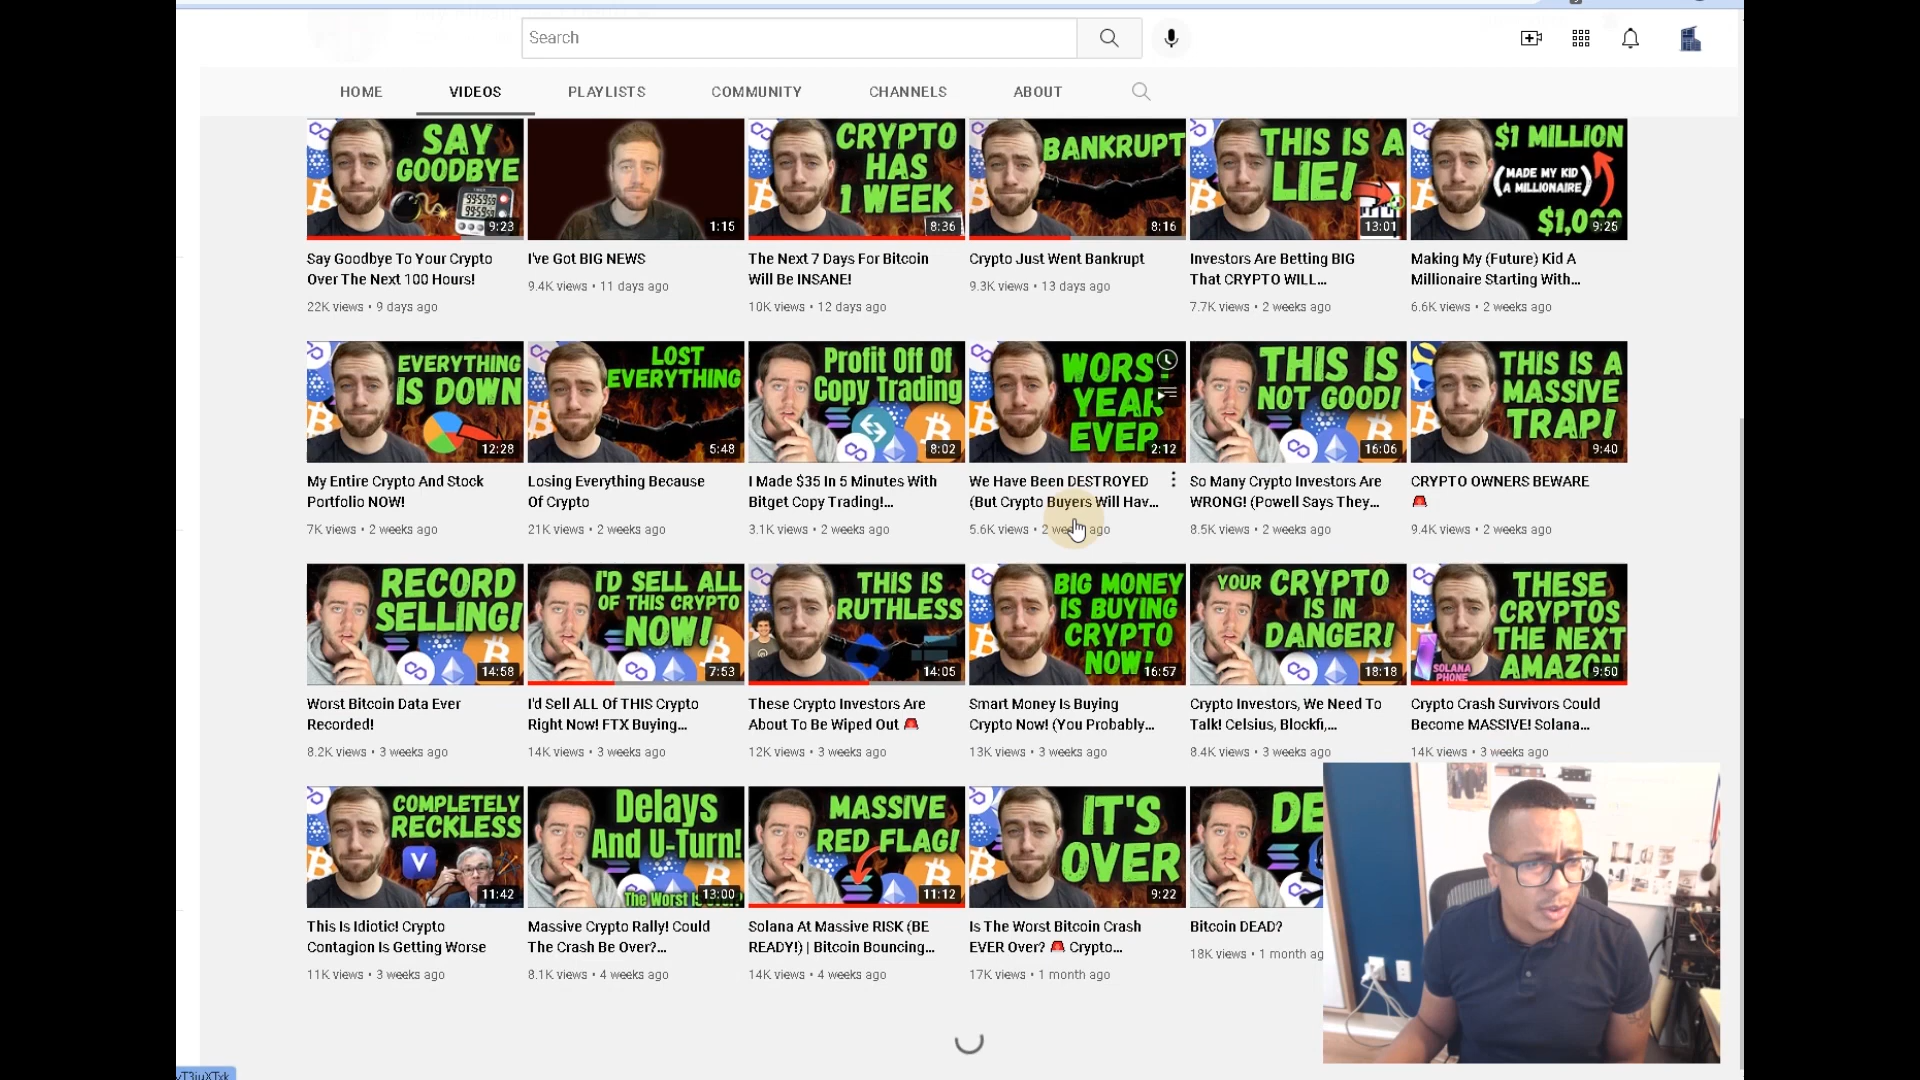 Search
HOME
VIDEOS
PLAYLISTS
COMMUNITY
CHANNELS
ABOUT
SAY
GOODBYE
9:23
Say Goodbye To Your Crypto
Over The Next 100 Hours!
22K views • 9 days ago
1:15
I've Got BIG NEWS
9.4K views • 11 days ago
CRYPTO
HAS
1 WEEK
8:36
The Next 7 Days For Bitcoin
Will Be INSANE!
10K views • 12 days ago
BANKRUPT
8:16
Crypto Just Went Bankrupt
9.3K views • 13 days ago
THIS IS A
LIE!
13:01
Investors Are Betting BIG
That CRYPTO WILL...
7.7K views • 2 weeks ago
$1 MILLION
(MADE MY KID
A MILLIONAIRE)
$1,000
9:25
Making My (Future) Kid A
Millionaire Starting With...
6.6K views • 2 weeks ago
EVERYTHING
IS DOWN
12:28
My Entire Crypto And Stock
Portfolio NOW!
7K views • 2 weeks ago
LOST
EVERYTHING
5:48
Losing Everything Because
Of Crypto
21K views • 2 weeks ago
Profit Off Of
Copy Trading
8:02
I Made $35 In 5 Minutes With
Bitget Copy Trading!...
3.1K views • 2 weeks ago
WORST
YEAR
EVER
2:12
We Have Been DESTROYED
(But Crypto Buyers Will Hav...
5.6K views • 2 weeks ago
THIS IS
NOT GOOD!
16:06
So Many Crypto Investors Are
WRONG! (Powell Says They...
8.5K views • 2 weeks ago
THIS IS A
MASSIVE
TRAP!
9:40
CRYPTO OWNERS BEWARE
🚨
9.4K views • 2 weeks ago
RECORD
SELLING!
14:58
Worst Bitcoin Data Ever
Recorded!
8.2K views • 3 weeks ago
I'D SELL ALL
OF THIS CRYPTO
NOW!
7:53
I'd Sell ALL Of THIS Crypto
Right Now! FTX Buying...
14K views • 3 weeks ago
THIS IS
RUTHLESS
14:05
These Crypto Investors Are
About To Be Wiped Out 🚨
12K views • 3 weeks ago
BIG MONEY
IS BUYING
CRYPTO
NOW!
16:57
Smart Money Is Buying
Crypto Now! (You Probably...
13K views • 3 weeks ago
YOUR CRYPTO
IS IN
DANGER!
18:18
Crypto Investors, We Need To
Talk! Celsius, Blockfi,...
8.4K views • 3 weeks ago
THESE
CRYPTOS
THE NEXT
AMAZON
SOLANA
PHONE
9:50
Crypto Crash Survivors Could
Become MASSIVE! Solana...
14K views • 3 weeks ago
COMPLETELY
RECKLESS
11:42
This Is Idiotic! Crypto
Contagion Is Getting Worse
11K views • 3 weeks ago
Delays
And U-Turn!
The Worst Is
13:00
Massive Crypto Rally! Could
The Crash Be Over?...
8.1K views • 4 weeks ago
MASSIVE
RED FLAG!
11:12
Solana At Massive RISK (BE
READY!) | Bitcoin Bouncing...
14K views • 4 weeks ago
IT'S
OVER
9:22
Is The Worst Bitcoin Crash
EVER Over? 🚨 Crypto...
17K views • 1 month ago
DE
Bitcoin DEAD?
18K views • 1 month ag